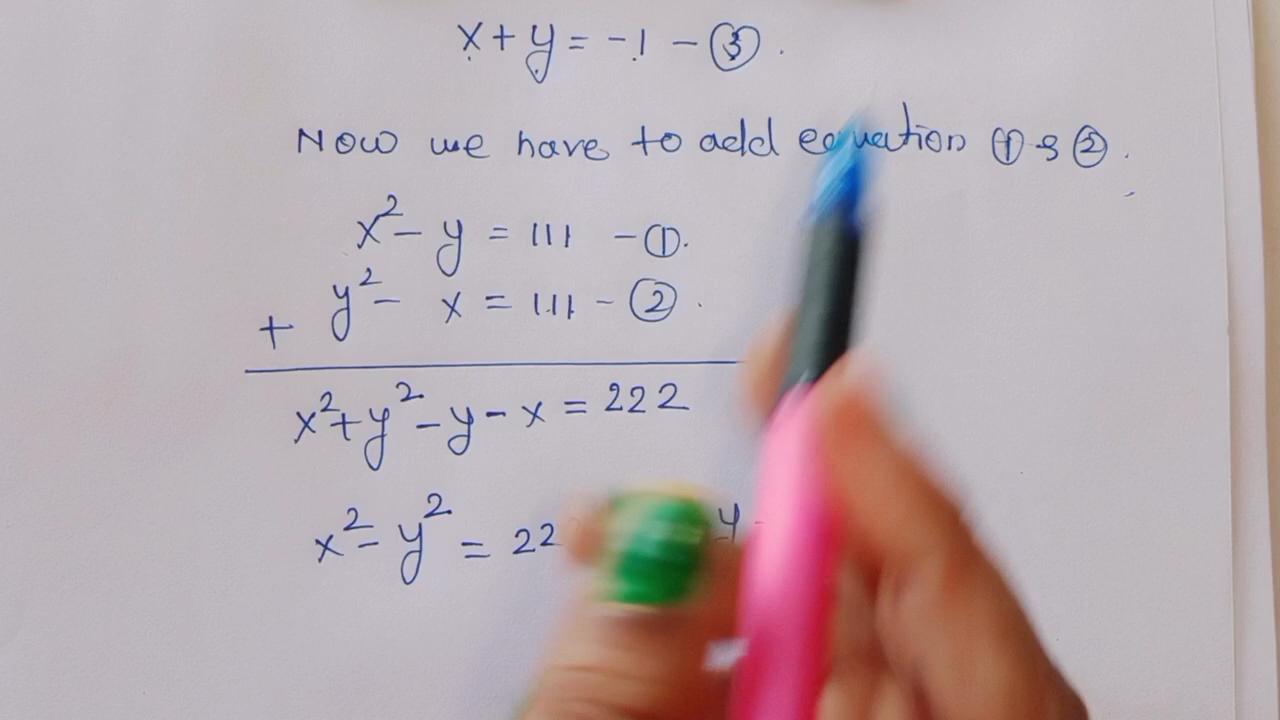 x+y = -1 - ③.
Now we have to add equation ① & ②.
x² - y = 111 - ①.
+ y² - x = 111 - ②.
x² + y² - y - x = 222
x² - y² = 22 y